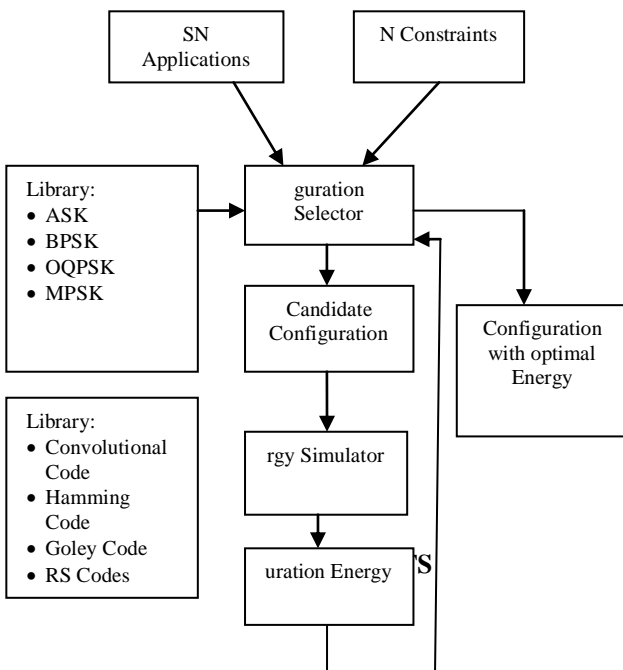 SN
Applications
N Constraints
Library:
• ASK
• BPSK
• OQPSK
• MPSK
guration
Selector
Candidate
Configuration
Configuration
with optimal
Energy
Library:
• Convolutional
Code
• Hamming
Code
• Goley Code
• RS Codes
rgy Simulator
uration Energy
TS